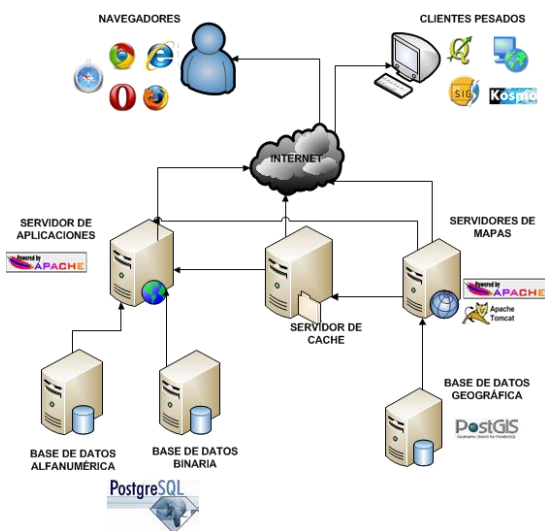 NAVEGADORES
CLIENTES PESADOS
SIG
Kosmo
INTERNET
SERVIDOR DE
APLICACIONES
Powered by
APACHE
SERVIDORES DE
MAPAS
Powered by
APACHE
Apache
Tomcat
SERVIDOR DE
CACHE
BASE DE DATOS
ALFANUMÉRICA
BASE DE DATOS
BINARIA
PostgreSQL
BASE DE DATOS
GEOGRÁFICA
PostGIS